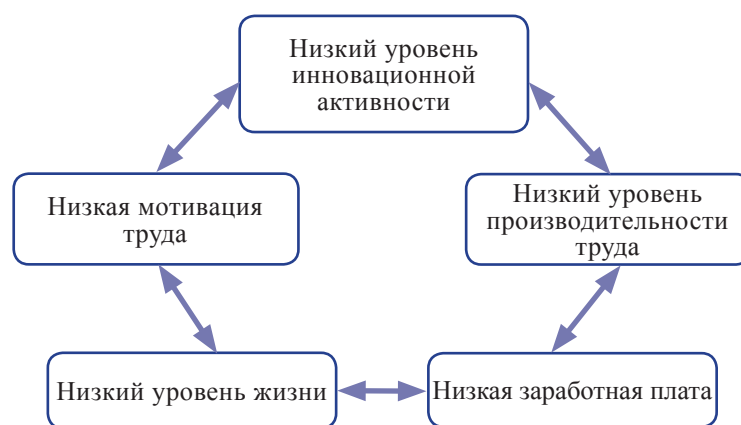 Низкий уровень
инновационной
активности
Низкая мотивация
труда
Низкий уровень
производительности
труда
Низкий уровень жизни
Низкая заработная плата